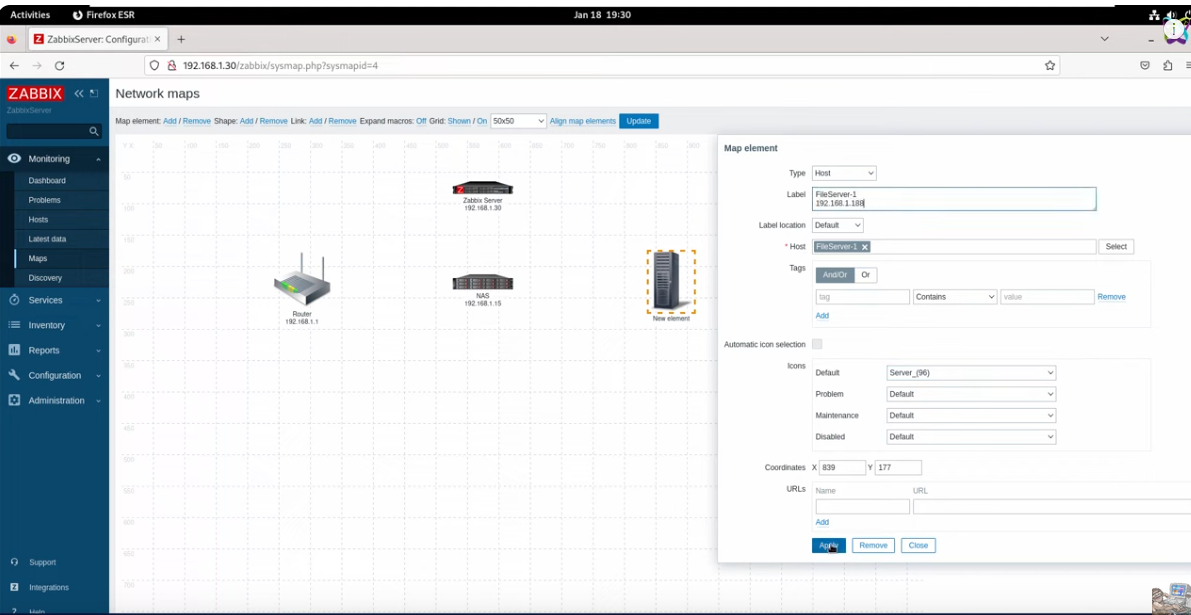 Activities
Firefox ESR
Jan 18 19:30
ZabbixServer: Configurat
192.168.1.30/zabbix/sysmap.php?sysmapid=4
ZABBIX
ZabbixServer
Monitoring
Dashboard
Problems
Hosts
Latest data
Maps
Discovery
Services
Inventory
Reports
Configuration
Administration
Support
Integrations
Help
Network maps
Map element: Add / Remove Shape: Add / Remove Link: Add / Remove Expand macros: Off Grid: Shown / On 50x50 Align map elements Update
Zabbix Server
192.168.1.30
Router
192.168.1.1
NAS
192.168.1.15
New element
Map element
Type Host
Label FileServer-1
192.168.1.188
Label location Default
* Host FileServer-1 Select
Tags And/Or Or
tag Contains value Remove
Add
Automatic icon selection
Icons
Default Server_(96)
Problem Default
Maintenance Default
Disabled Default
Coordinates X 839 Y 177
URLs Name URL
Add
Apply Remove Close